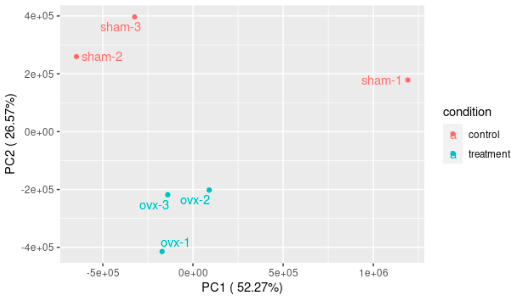 4e+05
sham-3
sham-2
2e+05
sham-1
condition
control
treatment
0e+00
PC2 ( 26.57%)
-2e+05
ovx-3
ovx-2
ovx-1
-4e+05
-5e+05
0e+00
5e+05
1e+06
PC1 ( 52.27%)